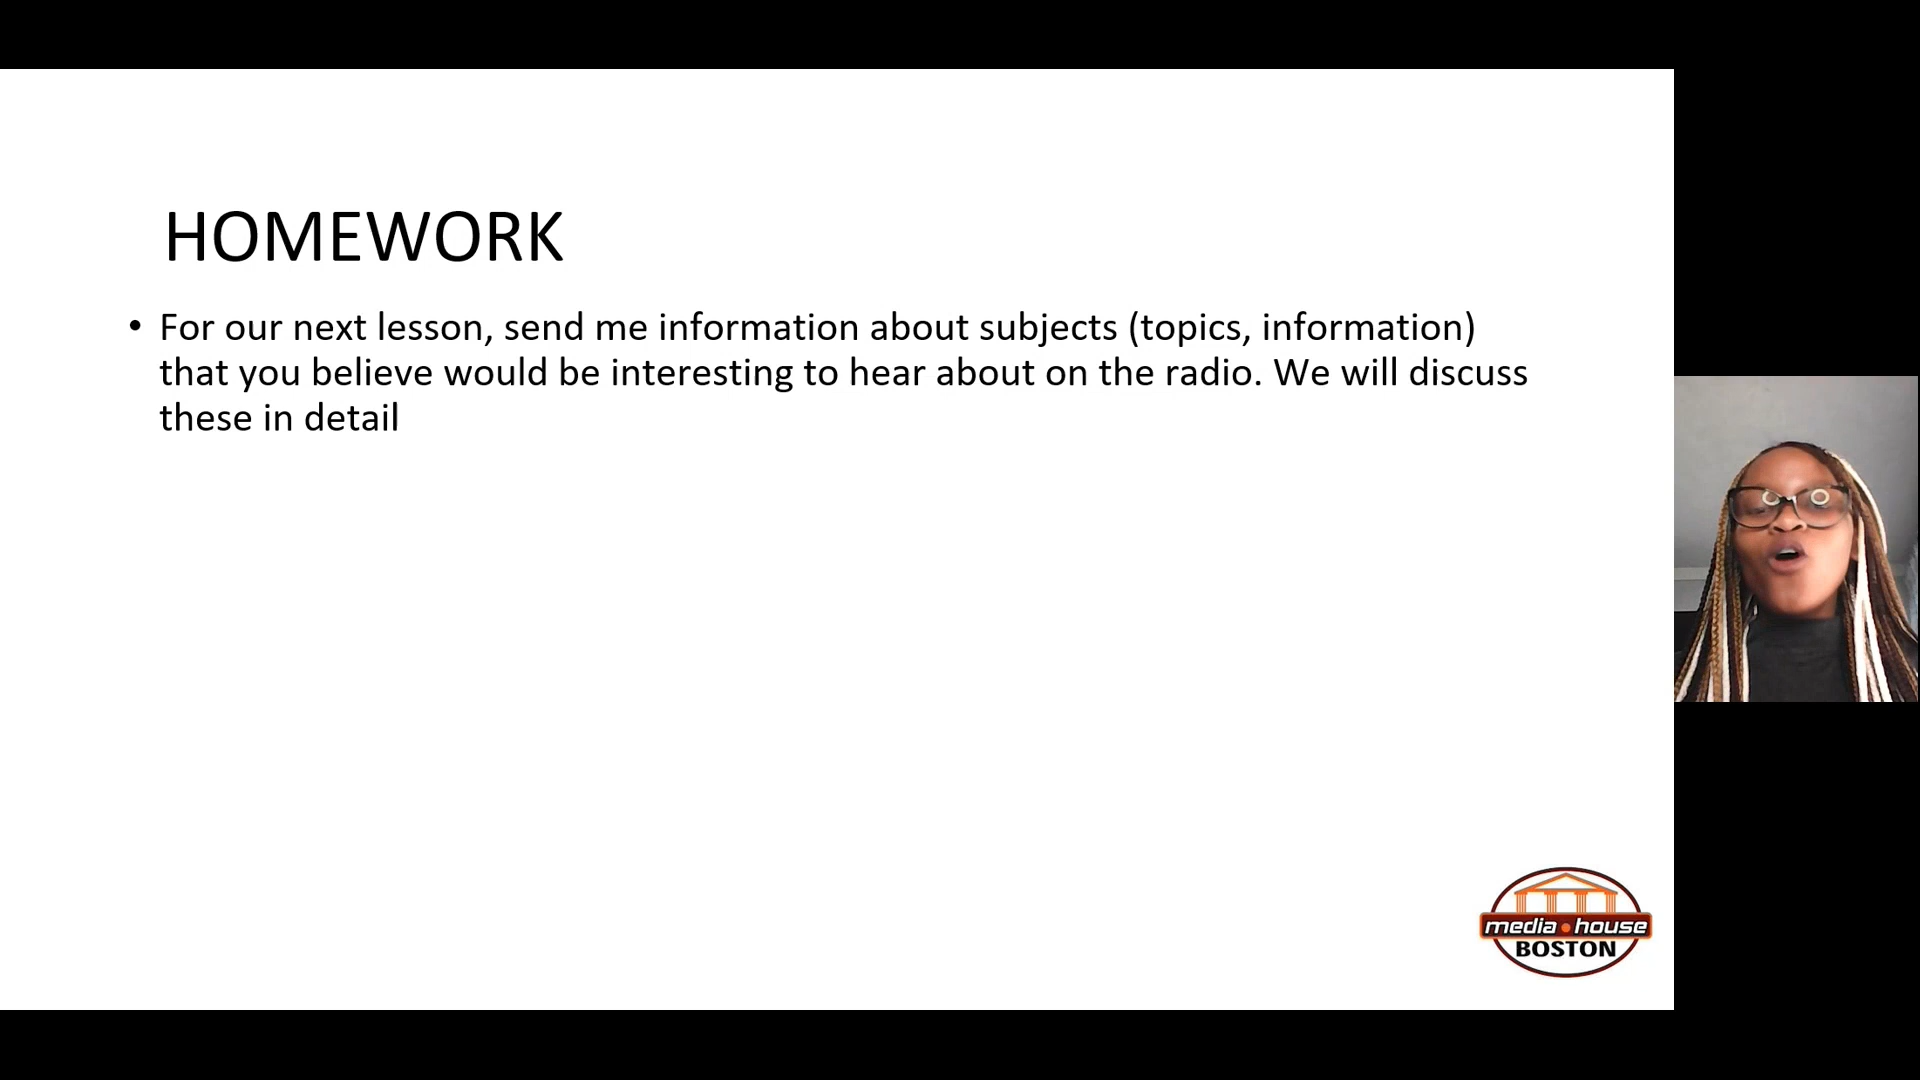 HOMEWORK
• For our next lesson, send me information about subjects (topics, information)
that you believe would be interesting to hear about on the radio. We will discuss
these in detail
media • house
BOSTON